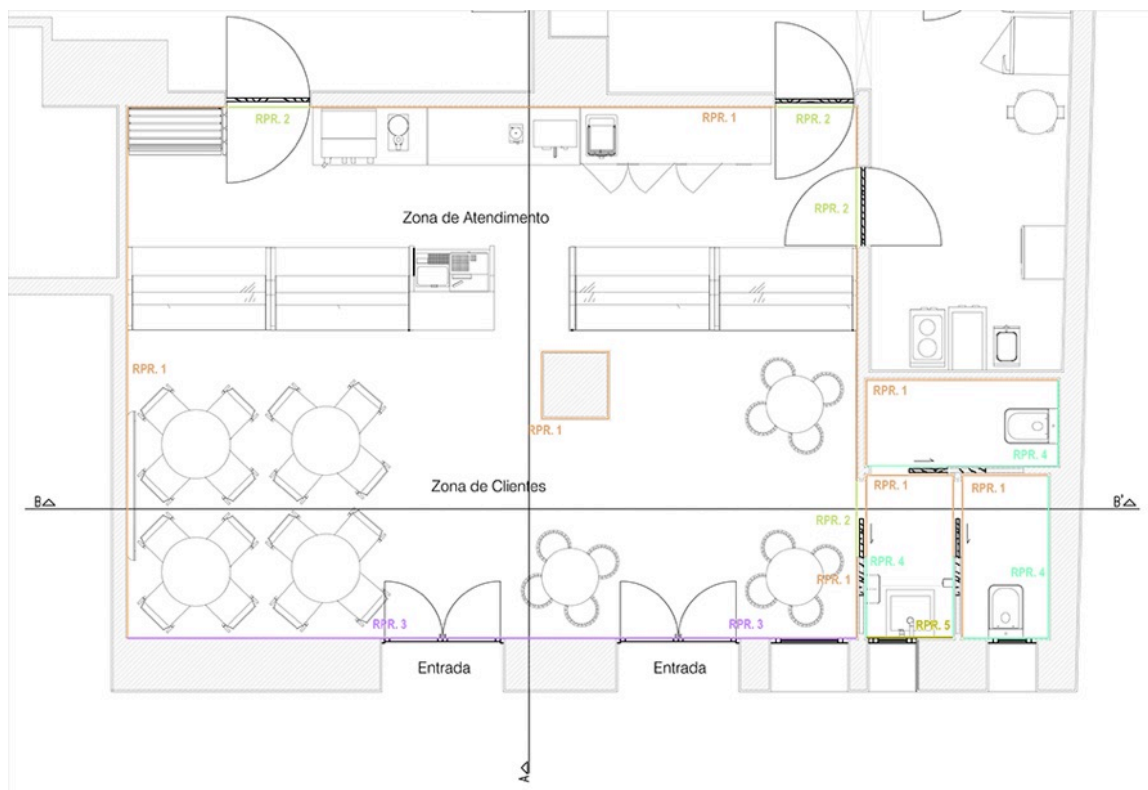 RPR. 2
RPR. 1
RPR. 2
RPR. 2
Zona de Atendimento
RPR. 1
RPR. 1
RPR. 1
RPR. 4
Zona de Clientes
RPR. 1
RPR. 1
B
B'
RPR. 2
RPR. 4
RPR. 1
RPR. 4
RPR. 3
RPR. 3
RPR. 5
Entrada
Entrada
A